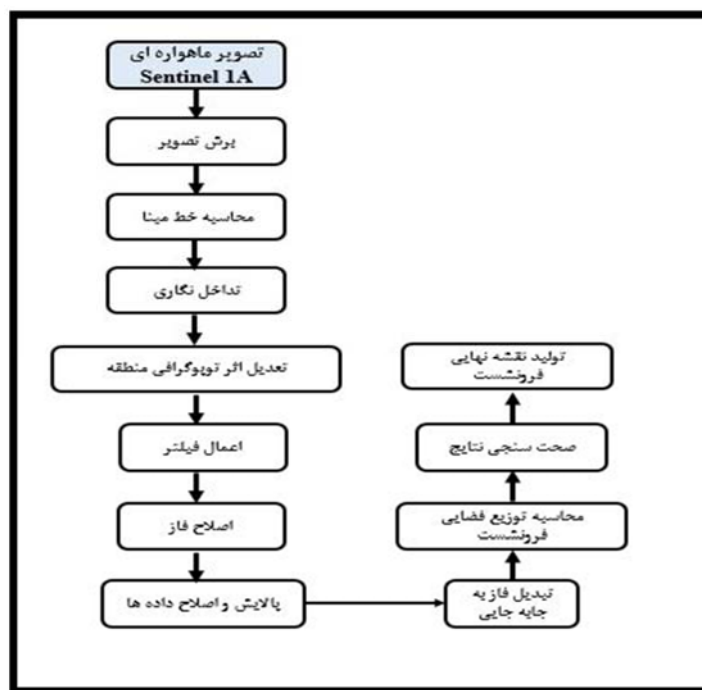 تصویر ماهواره ای
Sentinel 1A
برش تصویر
محاسبه خط مبنا
تداخل نگاری
تعدیل اثر توپوگرافی منطقه
اعمال فیلتر
اصلاح فاز
پالایش و اصلاح داده ها
تبدیل فاز به
جابه جایی
محاسبه توزیع فضایی
فرونشست
صحت سنجی نتایج
تولید نقشه نهایی
فرونشست